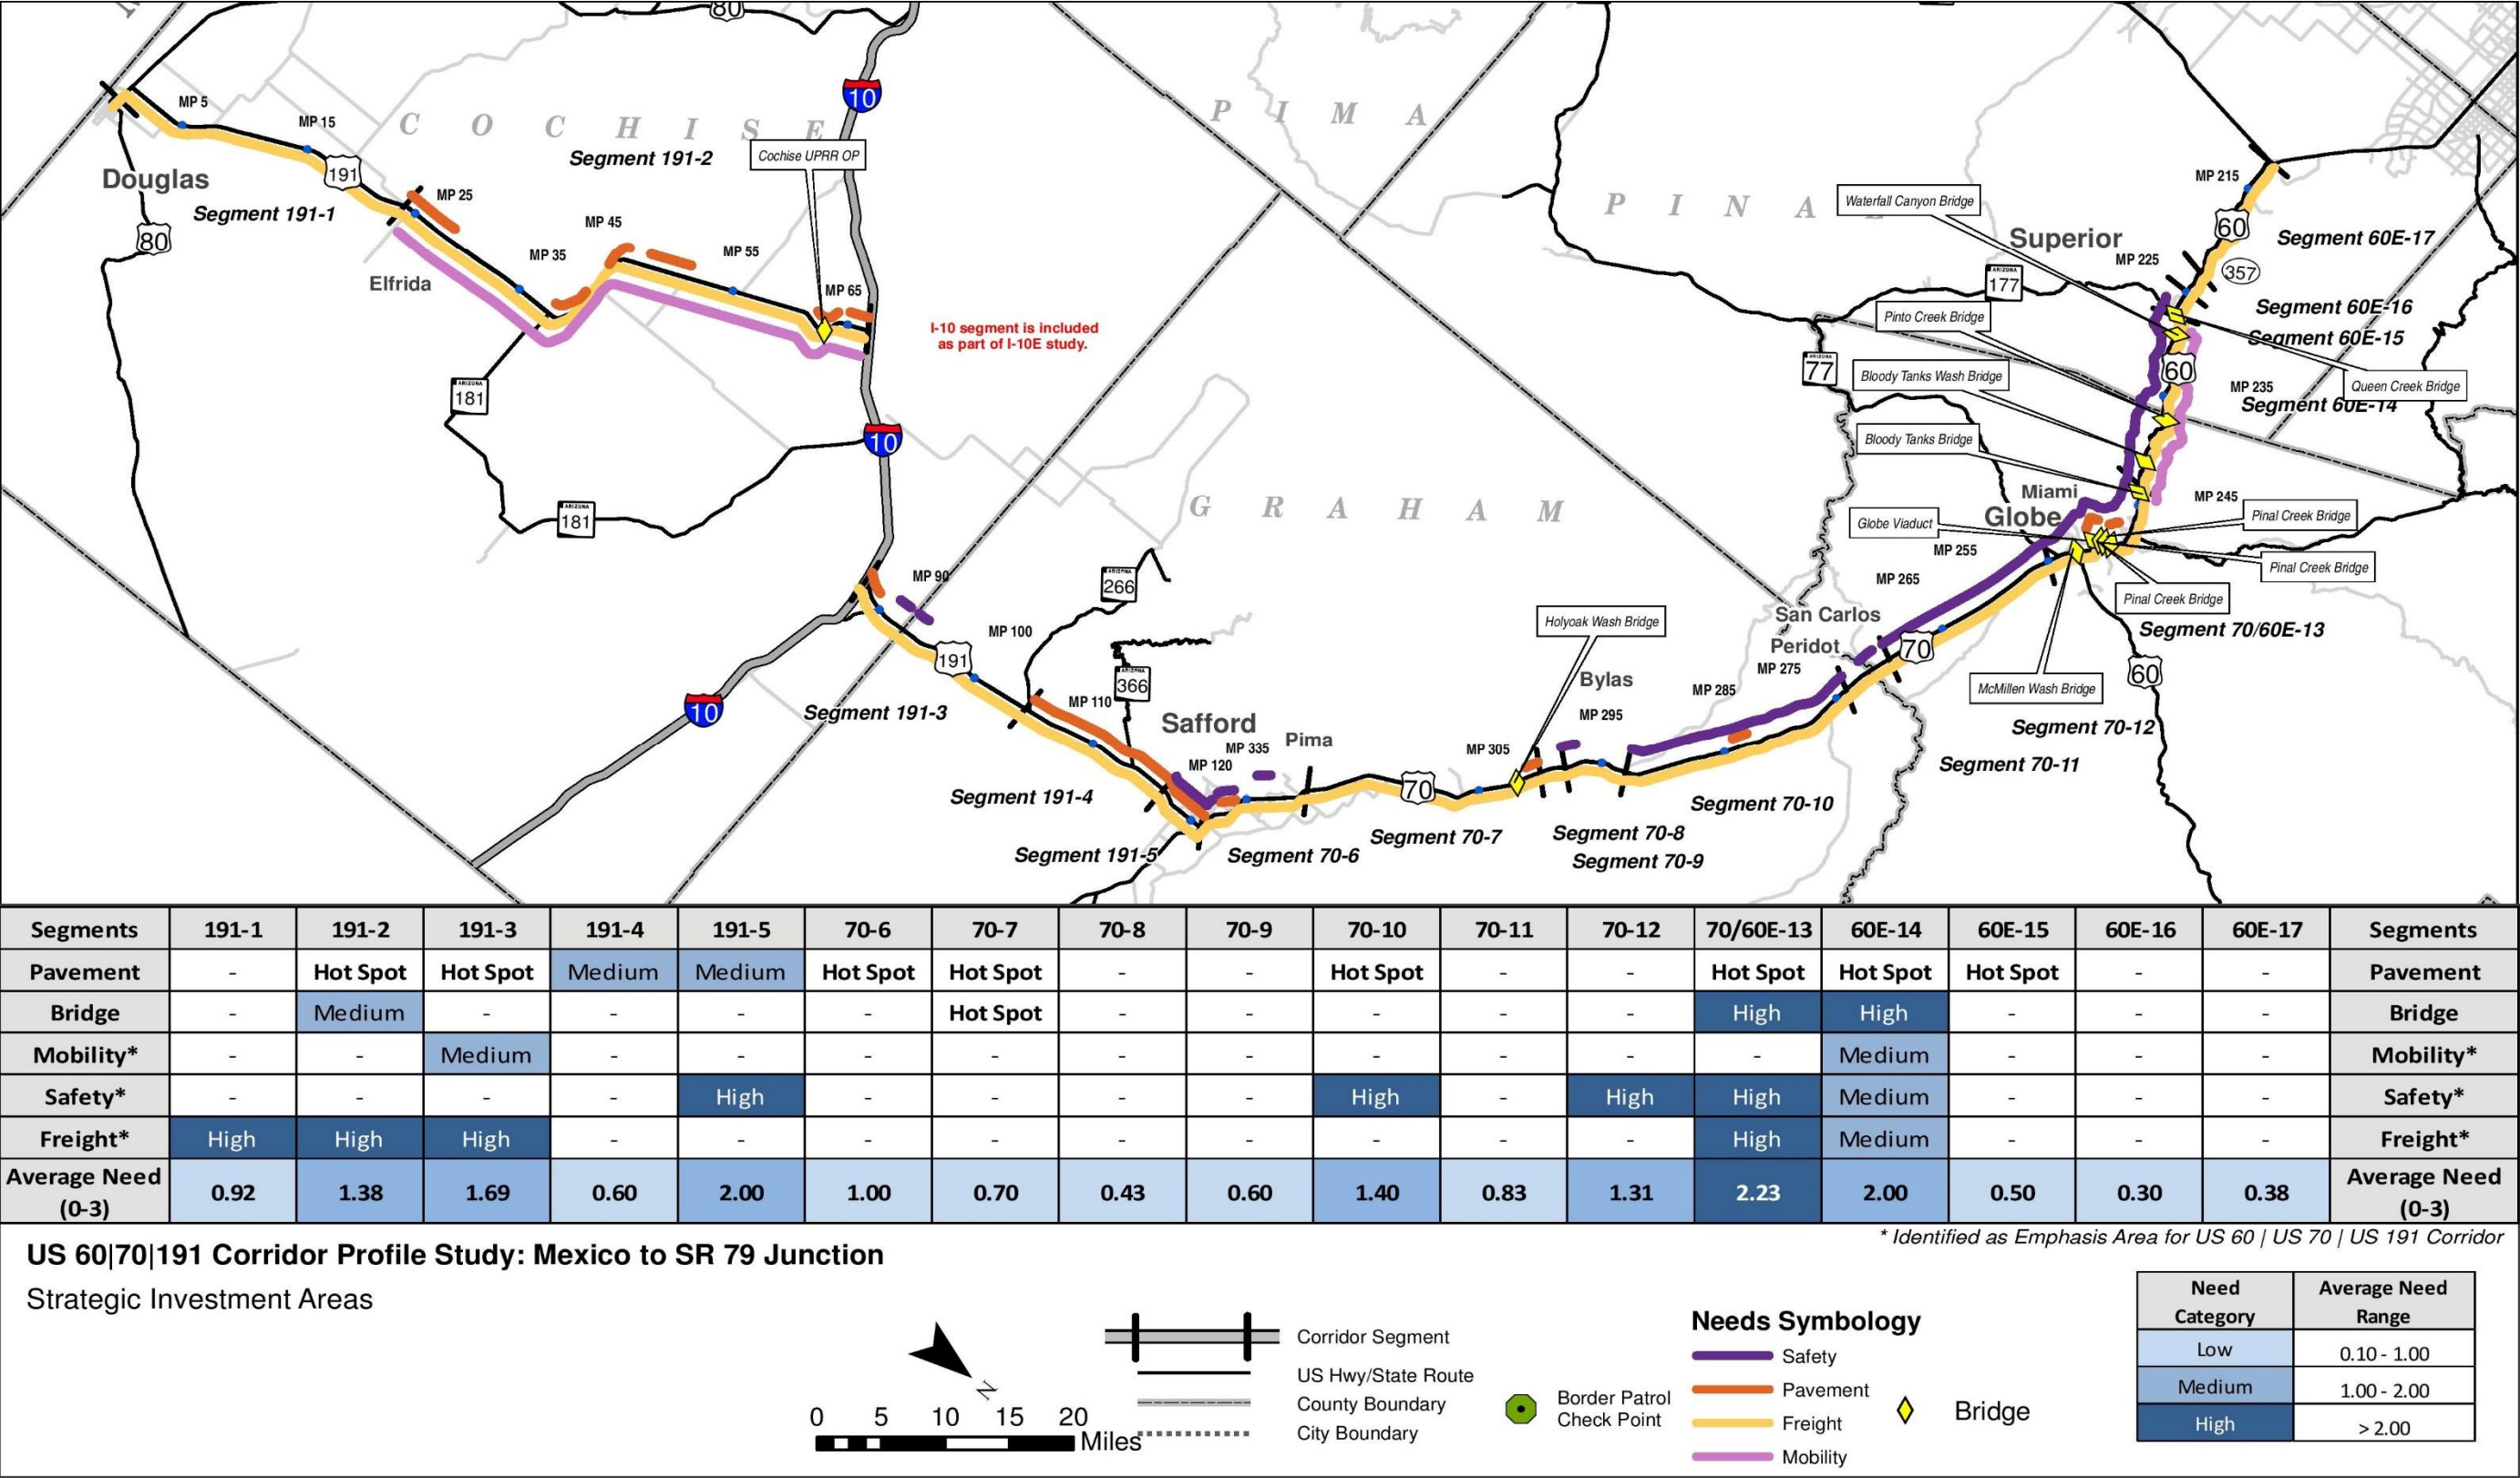 80
10
MP 5
MP 15
C O C H I S E
P I M A
Segment 191-2
Cochise UPRR OP
Douglas
191
Segment 191-1
MP 25
80
MP 45
MP 35
MP 55
Elfrida
MP 65
I-10 segment is included
as part of I-10E study.
ARIZONA
181
10
ARIZONA
181
P I N A L
Waterfall Canyon Bridge
MP 215
60
Segment 60E-17
Superior
MP 225
357
ARIZONA
177
Segment 60E-16
Pinto Creek Bridge
Segment 60E-15
ARIZONA
77
60
Bloody Tanks Wash Bridge
MP 235
Queen Creek Bridge
Segment 60E-14
Bloody Tanks Bridge
G R A H A M
Miami
MP 245
Globe
Globe Viaduct
Pinal Creek Bridge
MP 255
Pinal Creek Bridge
MP 265
Pinal Creek Bridge
MP 90
ARIZONA
266
MP 100
Holyoak Wash Bridge
San Carlos
Segment 70/60E-13
191
Peridot
70
MP 275
60
ARIZONA
366
Bylas
MP 285
McMillen Wash Bridge
MP 110
10
Segment 191-3
Safford
MP 295
Segment 70-12
MP 335
Pima
MP 305
MP 120
Segment 70-11
70
Segment 191-4
Segment 70-10
Segment 70-7
Segment 70-8
Segment 191-5
Segment 70-6
Segment 70-9
Segments 191-1 191-2 191-3 191-4 191-5 70-6 70-7 70-8 70-9 70-10 70-11 70-12 70/60E-13 60E-14 60E-15 60E-16 60E-17 Segments
Pavement - Hot Spot Hot Spot Medium Medium Hot Spot Hot Spot - - Hot Spot - - Hot Spot Hot Spot Hot Spot - - Pavement
Bridge - Medium - - - - Hot Spot - - - - - High High - - - Bridge
Mobility* - - Medium - - - - - - - - - - Medium - - - Mobility*
Safety* - - - - High - - - - High - High High Medium - - - Safety*
Freight* High High High - - - - - - - - - High Medium - - - Freight*
Average Need
(0-3) 0.92 1.38 1.69 0.60 2.00 1.00 0.70 0.43 0.60 1.40 0.83 1.31 2.23 2.00 0.50 0.30 0.38 Average Need
(0-3)
* Identified as Emphasis Area for US 60 | US 70 | US 191 Corridor
US 60|70|191 Corridor Profile Study: Mexico to SR 79 Junction
Strategic Investment Areas
N
0 5 10 15 20
Miles
Corridor Segment
US Hwy/State Route
County Boundary
City Boundary
Border Patrol
Check Point
Needs Symbology
Safety
Pavement
Freight
Mobility
Bridge
Need
Category
Average Need
Range
Low 0.10 - 1.00
Medium 1.00 - 2.00
High > 2.00